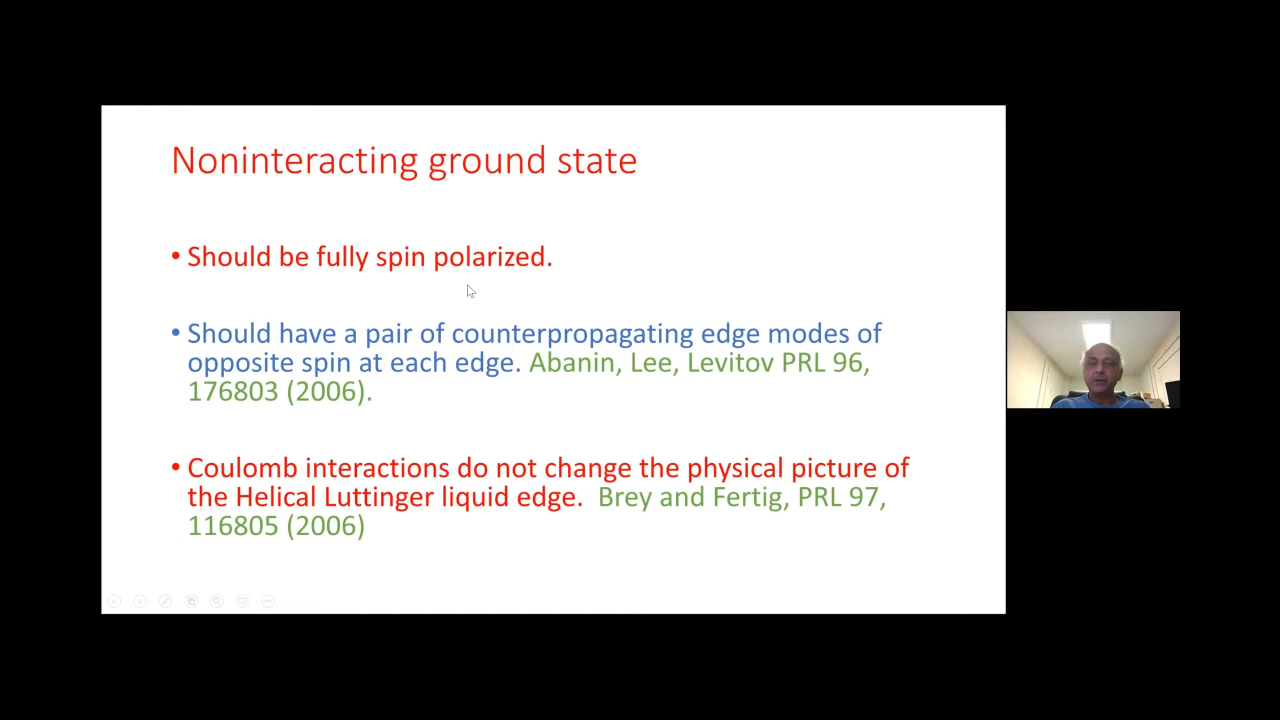 Noninteracting ground state
• Should be fully spin polarized.
• Should have a pair of counterpropagating edge modes of
opposite spin at each edge. Abanin, Lee, Levitov PRL 96,
176803 (2006).
• Coulomb interactions do not change the physical picture of
the Helical Luttinger liquid edge. Brey and Fertig, PRL 97,
116805 (2006)